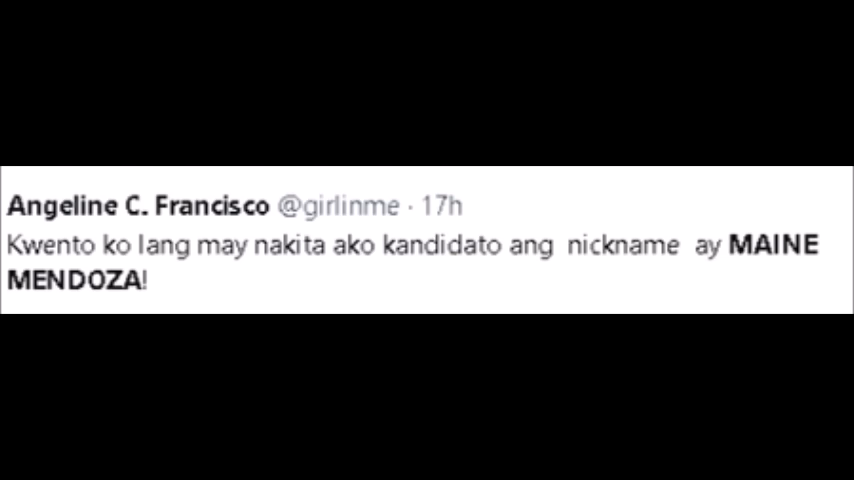 Angeline C. Francisco @girlinme · 17h
Kwento ko lang may nakita ako kandidato ang nickname ay MAINE
MENDOZA!